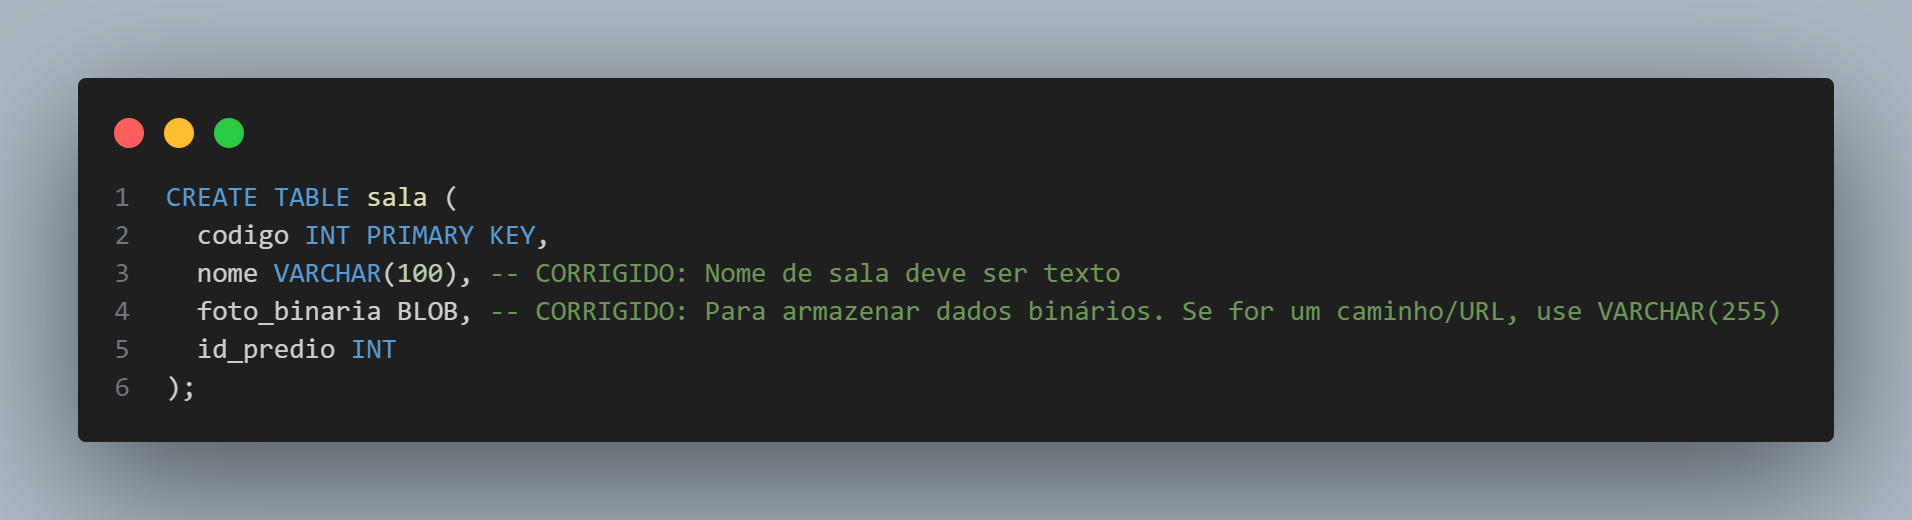 1 CREATE TABLE sala (
2 codigo INT PRIMARY KEY,
3 nome VARCHAR(100), -- CORRIGIDO: Nome de sala deve ser texto
4 foto_binaria BLOB, -- CORRIGIDO: Para armazenar dados binários. Se for um caminho/URL, use VARCHAR(255)
5 id_predio INT
6 );